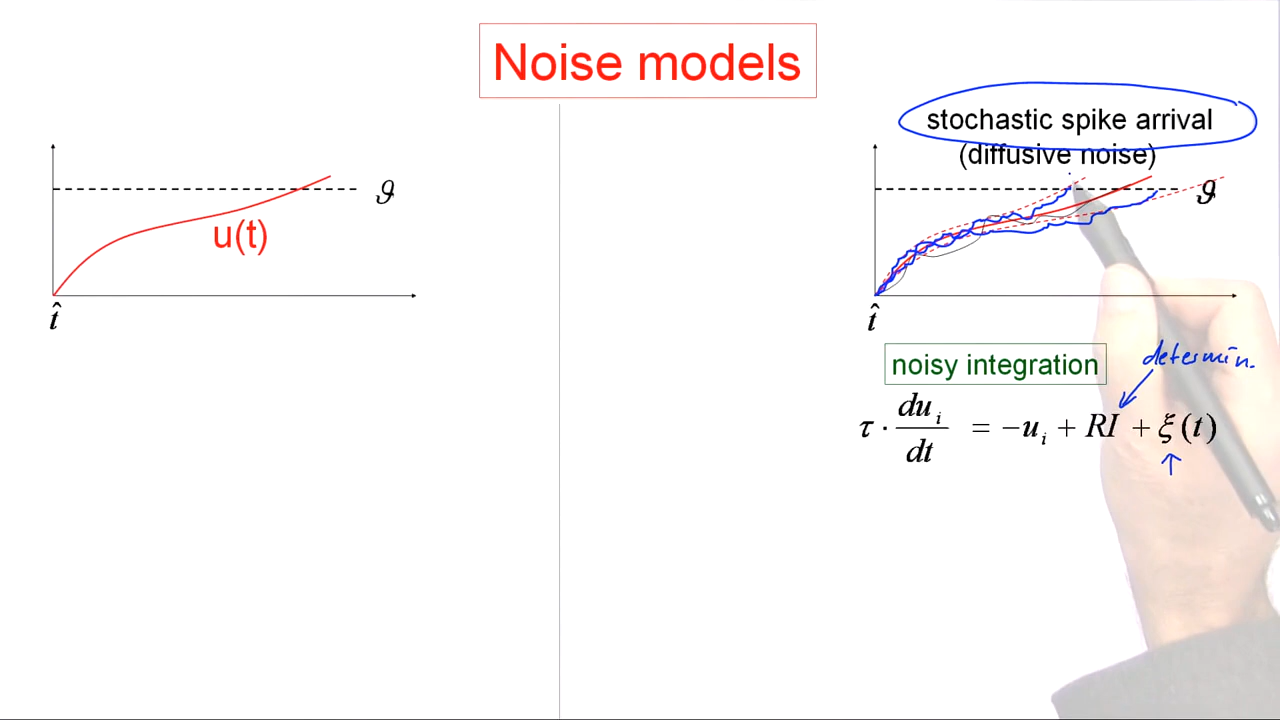 Noise models
ϑ
u(t)
t̂
stochastic spike arrival
(diffusive noise)
ϑ
t̂
noisy integration
determin.
τ · du_i/dt = −u_i + RI + ξ(t)